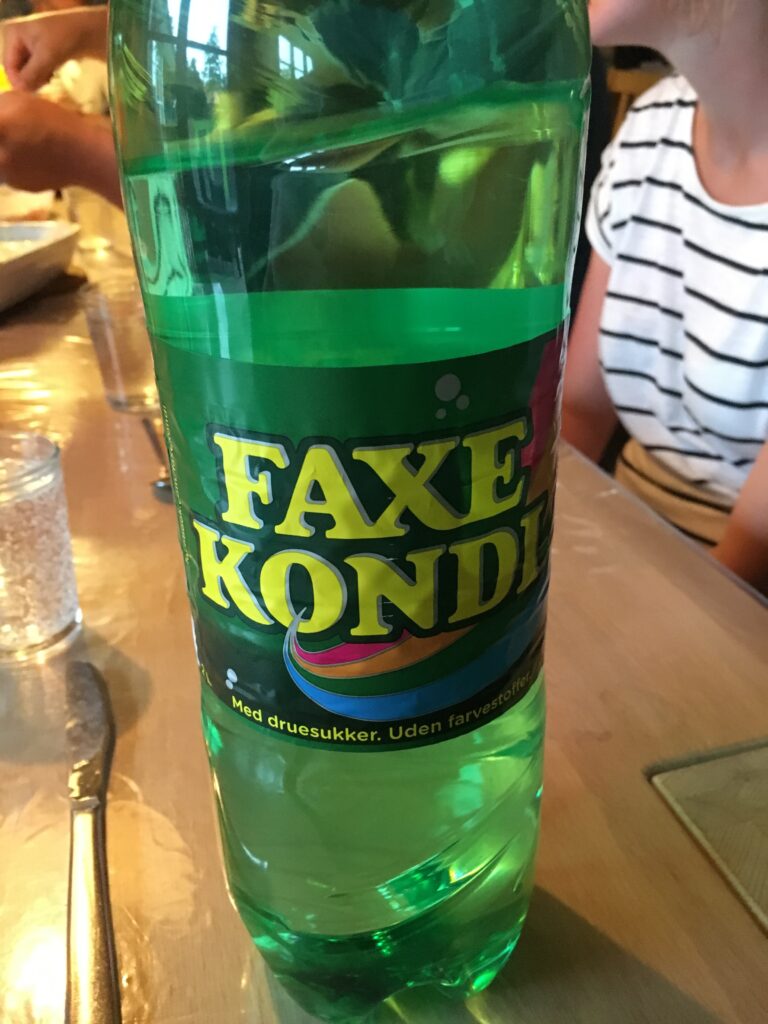 FAXE
KONDI
Med druesukker. Uden farvestoffer.